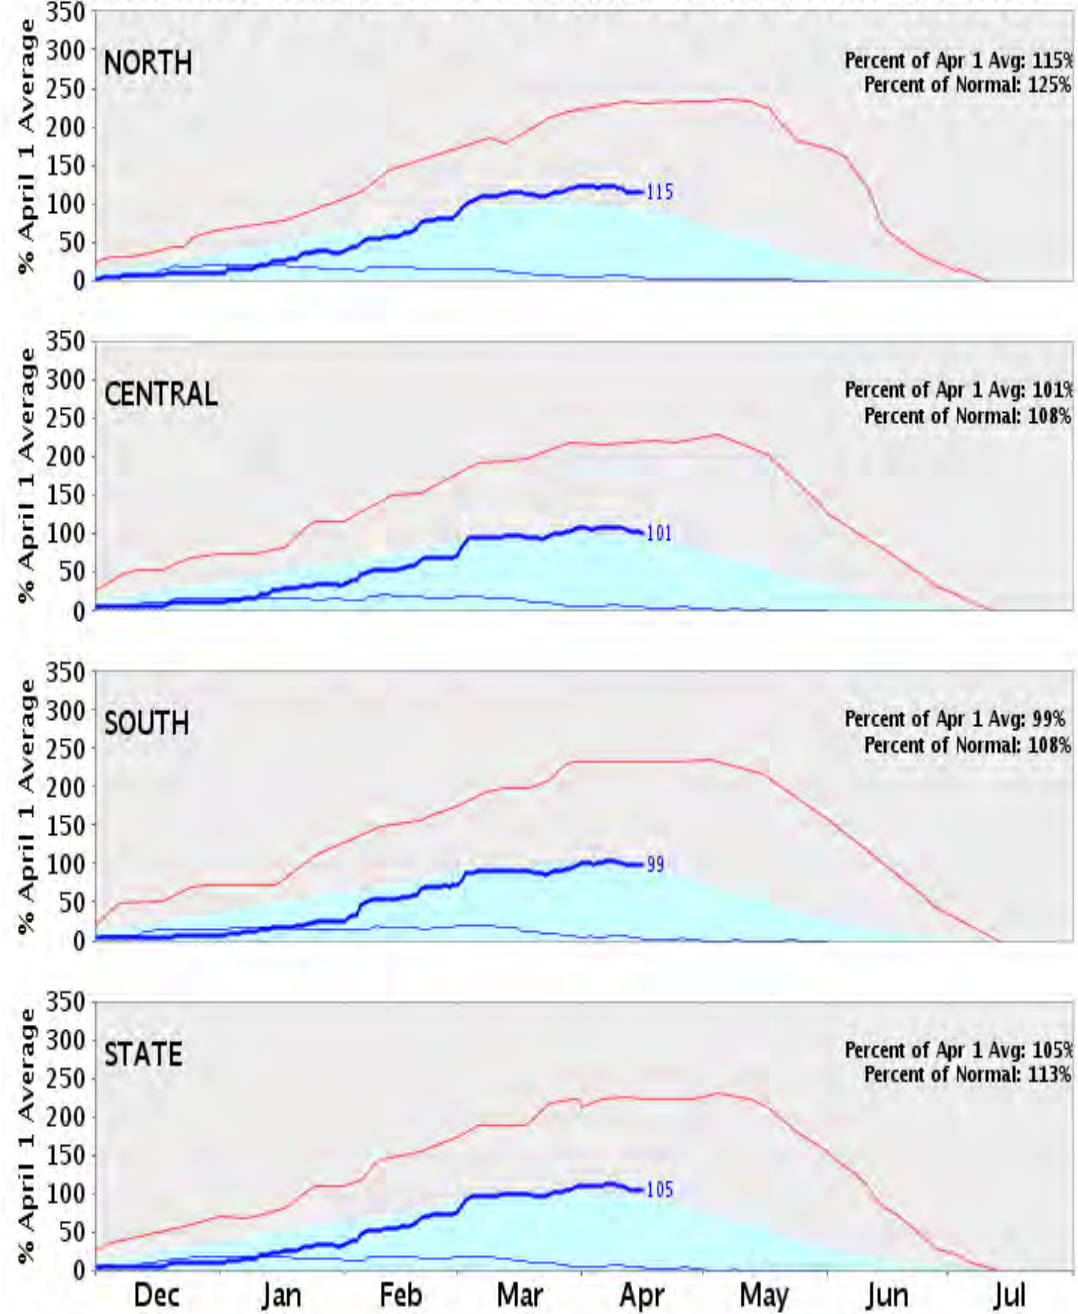 350
300
250
200
150
100
50
0
% April 1 Average
NORTH
Percent of Apr 1 Avg: 115%
Percent of Normal: 125%
115
350
300
250
200
150
100
50
0
% April 1 Average
CENTRAL
Percent of Apr 1 Avg: 101%
Percent of Normal: 108%
101
350
300
250
200
150
100
50
0
% April 1 Average
SOUTH
Percent of Apr 1 Avg: 99%
Percent of Normal: 108%
99
350
300
250
200
150
100
50
0
% April 1 Average
STATE
Percent of Apr 1 Avg: 105%
Percent of Normal: 113%
105
Dec Jan Feb Mar Apr May Jun Jul